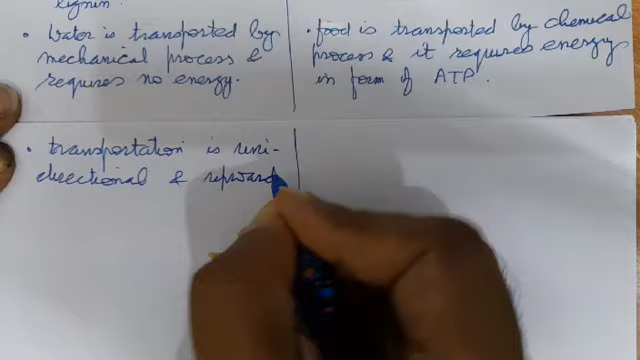 lignin.
• Water is transported by
mechanical process &
requires no energy.
• food is transported by chemical
process & it requires energy
in form of ATP.
• transportation is uni-
directional & upward